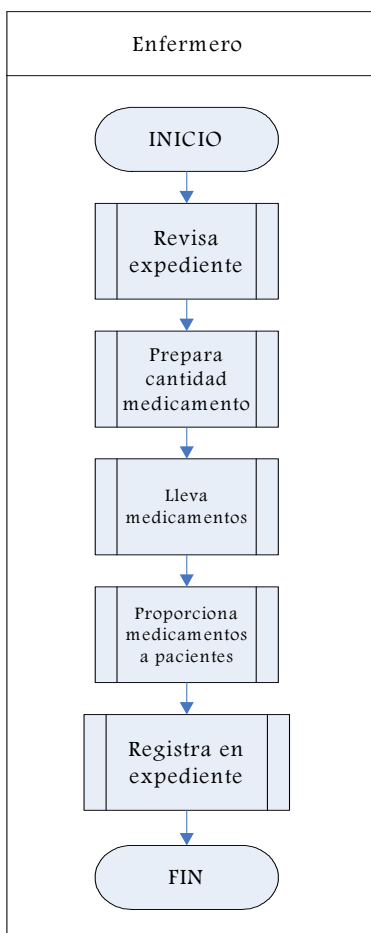 Enfermero
INICIO
Revisa
expediente
Prepara
cantidad
medicamento
Lleva
medicamentos
Proporciona
medicamentos
a pacientes
Registra en
expediente
FIN